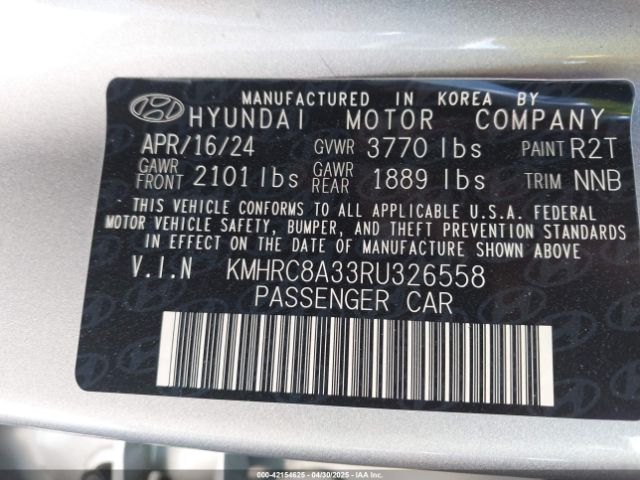 MANUFACTURED IN KOREA BY
HYUNDAI MOTOR COMPANY
APR/16/24 GVWR 3770 lbs PAINT R2T
GAWR FRONT 2101 lbs GAWR REAR 1889 lbs TRIM NNB
THIS VEHICLE CONFORMS TO ALL APPLICABLE U.S.A. FEDERAL
MOTOR VEHICLE SAFETY, BUMPER, AND THEFT PREVENTION STANDARDS
IN EFFECT ON THE DATE OF MANUFACTURE SHOWN ABOVE
V.I.N KMHRC8A33RU326558
PASSENGER CAR
000-42154625 - 04/30/2025 - IAAI.COM